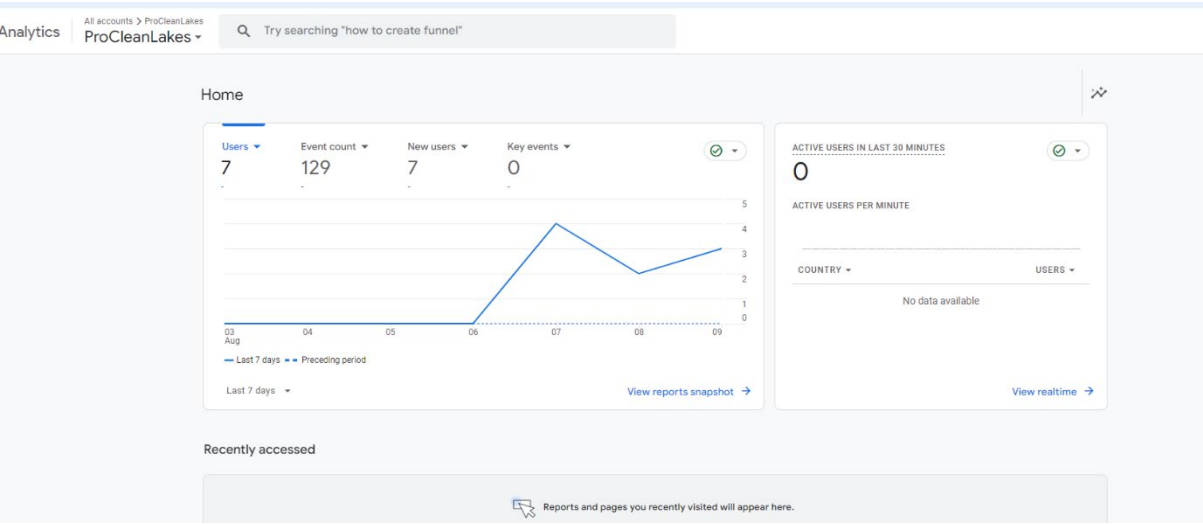 Analytics
All accounts > ProCleanLakes
ProCleanLakes
Try searching "how to create funnel"
Home
Users
Event count
New users
Key events
7
129
7
0
-
-
-
-
5
4
3
2
1
0
03
Aug
04
05
06
07
08
09
Last 7 days
Preceding period
Last 7 days
View reports snapshot
ACTIVE USERS IN LAST 30 MINUTES
0
ACTIVE USERS PER MINUTE
COUNTRY
USERS
No data available
View realtime
Recently accessed
Reports and pages you recently visited will appear here.